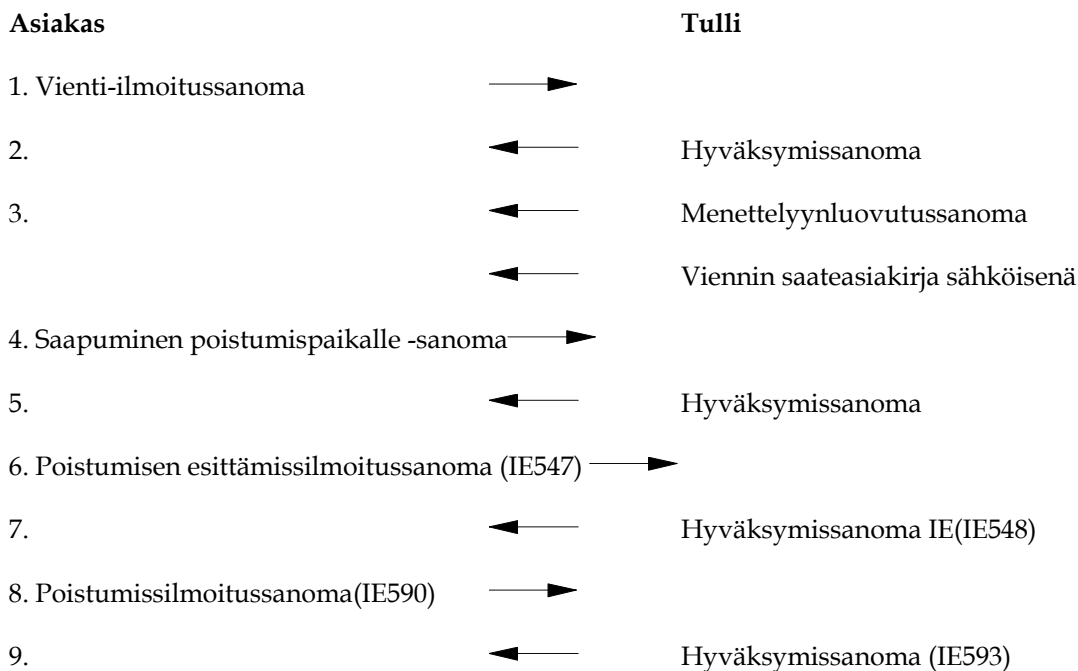 Asiakas Tulli
1. Vienti-ilmoitussanoma
2. Hyväksymissanoma
3. Menettelyynluovutussanoma
Viennin saateasiakirja sähköisenä
4. Saapuminen poistumispaikalle -sanoma
5. Hyväksymissanoma
6. Poistumisen esittämissilmoitussanoma (IE547)
7. Hyväksymissanoma IE(IE548)
8. Poistumissilmoitussanoma(IE590)
9. Hyväksymissanoma (IE593)